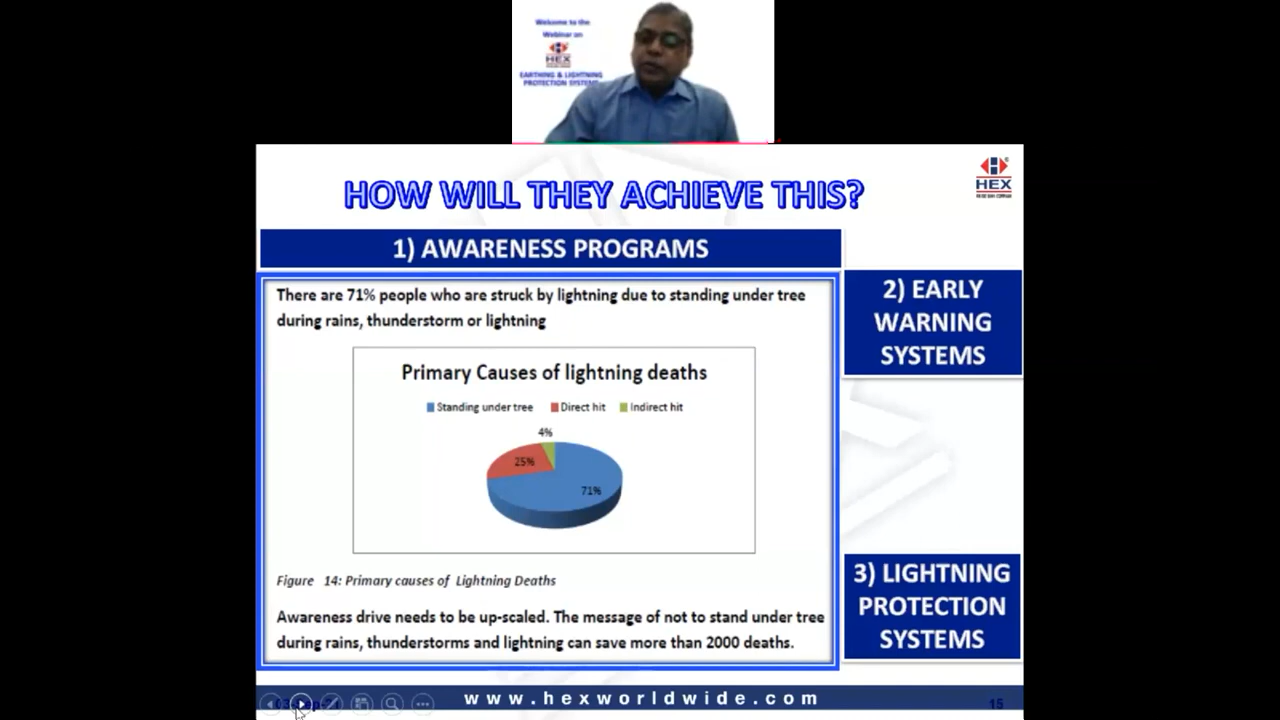 Welcome to the
Webinar on
HEX
EARTHING & LIGHTNING
PROTECTION SYSTEMS
HOW WILL THEY ACHIEVE THIS?
HEX
1) AWARENESS PROGRAMS
There are 71% people who are struck by lightning due to standing under tree
during rains, thunderstorm or lightning
Primary Causes of lightning deaths
Standing under tree Direct hit Indirect hit
4%
25%
71%
Figure 14: Primary causes of Lightning Deaths
Awareness drive needs to be up-scaled. The message of not to stand under tree
during rains, thunderstorms and lightning can save more than 2000 deaths.
2) EARLY
WARNING
SYSTEMS
3) LIGHTNING
PROTECTION
SYSTEMS
www.hexworldwide.com
15